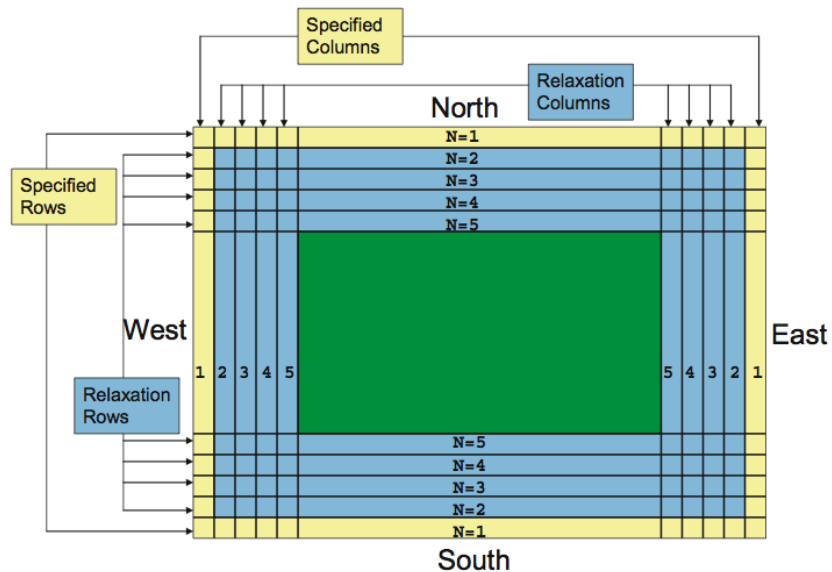 Specified
Columns
Relaxation
Columns
North
N=1
N=2
N=3
N=4
N=5
Specified
Rows
West
East
1 2 3 4 5 5 4 3 2 1
Relaxation
Rows
N=5
N=4
N=3
N=2
N=1
South